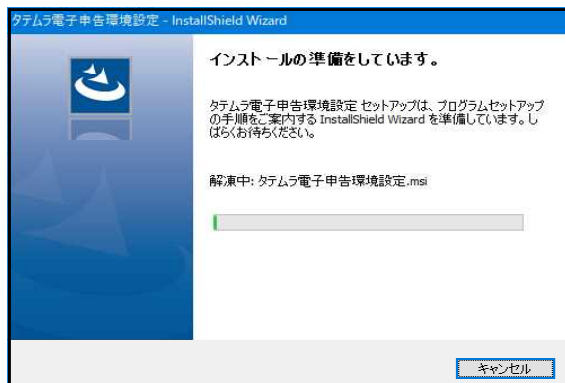 タテムラ電子申告環境設定 - InstallShield Wizard
インストールの準備をしています。
タテムラ電子申告環境設定 セットアップは、プログラムセットアップ
の手順をご案内する InstallShield Wizard を準備しています。し
ばらくお待ちください。
解凍中: タテムラ電子申告環境設定.msi
キャンセル